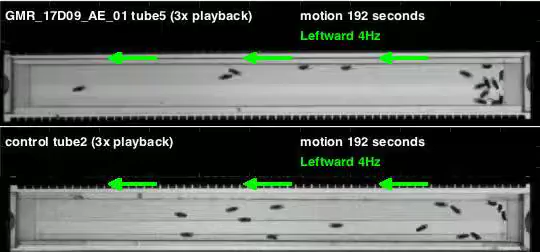 GMR_17D09_AE_01 tube5 (3x playback)
motion 192 seconds
Leftward 4Hz
control tube2 (3x playback)
motion 192 seconds
Leftward 4Hz